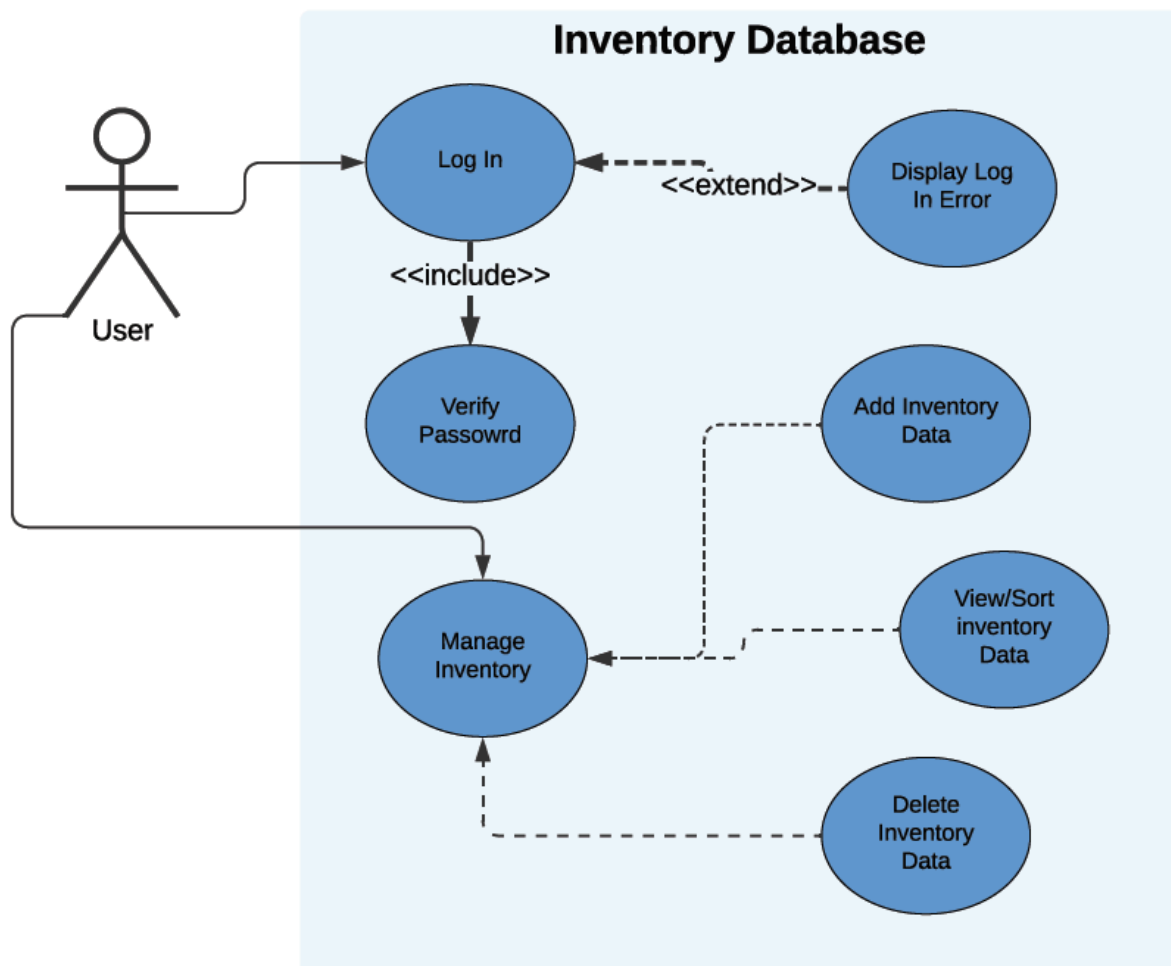 Inventory Database
Log In
Display Log
In Error
<<extend>>
<<include>>
User
Verify
Passowrd
Add Inventory
Data
View/Sort
inventory
Data
Manage
Inventory
Delete
Inventory
Data